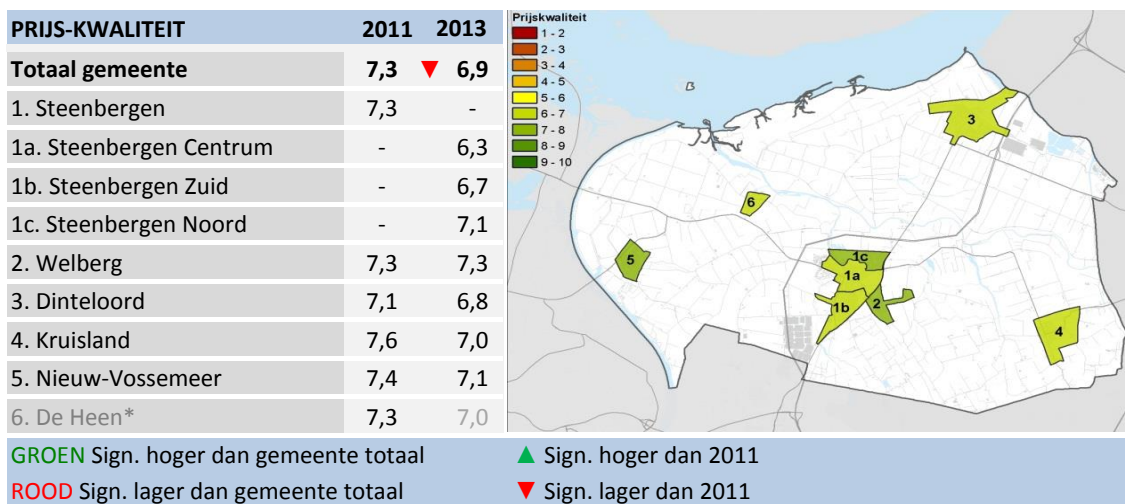 PRIJS-KWALITEIT 2011 2013
Totaal gemeente 7,3 ▼ 6,9
1. Steenbergen 7,3 -
1a. Steenbergen Centrum - 6,3
1b. Steenbergen Zuid - 6,7
1c. Steenbergen Noord - 7,1
2. Welberg 7,3 7,3
3. Dinteloord 7,1 6,8
4. Kruisland 7,6 7,0
5. Nieuw-Vossemeer 7,4 7,1
6. De Heen* 7,3 7,0
Prijskwaliteit
1 - 2
2 - 3
3 - 4
4 - 5
5 - 6
6 - 7
7 - 8
8 - 9
9 - 10
3
6
5
1c
1a
1b
2
4
GROEN Sign. hoger dan gemeente totaal ▲ Sign. hoger dan 2011
ROOD Sign. lager dan gemeente totaal ▼ Sign. lager dan 2011